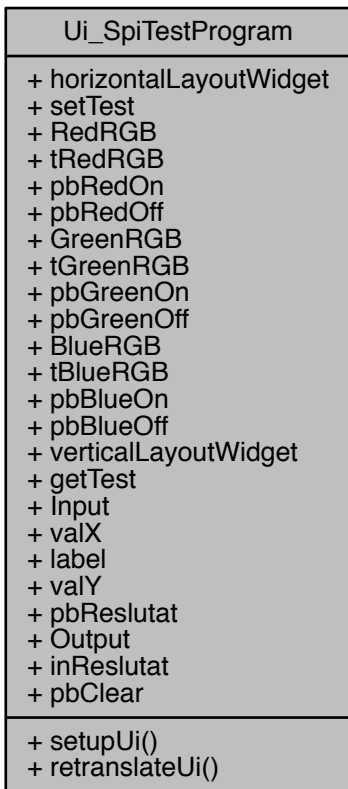 Ui_SpiTestProgram
+ horizontalLayoutWidget
+ setTest
+ RedRGB
+ tRedRGB
+ pbRedOn
+ pbRedOff
+ GreenRGB
+ tGreenRGB
+ pbGreenOn
+ pbGreenOff
+ BlueRGB
+ tBlueRGB
+ pbBlueOn
+ pbBlueOff
+ verticalLayoutWidget
+ getTest
+ Input
+ valX
+ label
+ valY
+ pbReslutat
+ Output
+ inReslutat
+ pbClear
+ setupUi()
+ retranslateUi()